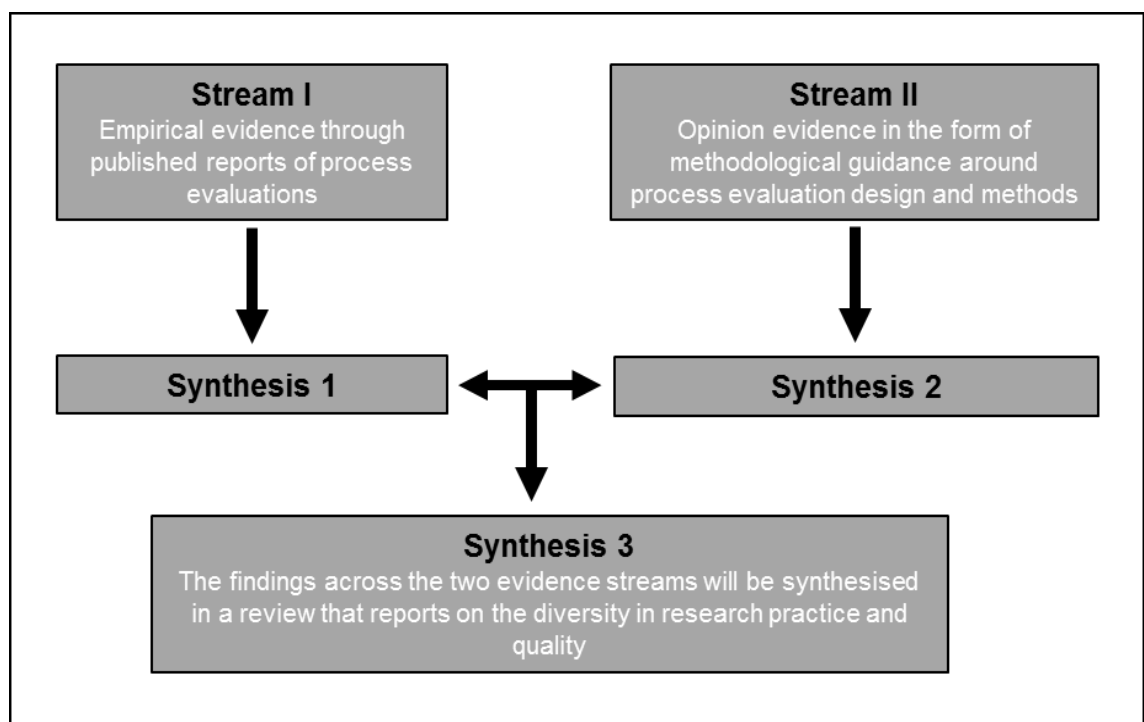 Stream I
Empirical evidence through
published reports of process
evaluations
Stream II
Opinion evidence in the form of
methodological guidance around
process evaluation design and methods
Synthesis 1
Synthesis 2
Synthesis 3
The findings across the two evidence streams will be synthesised
in a review that reports on the diversity in research practice and
quality